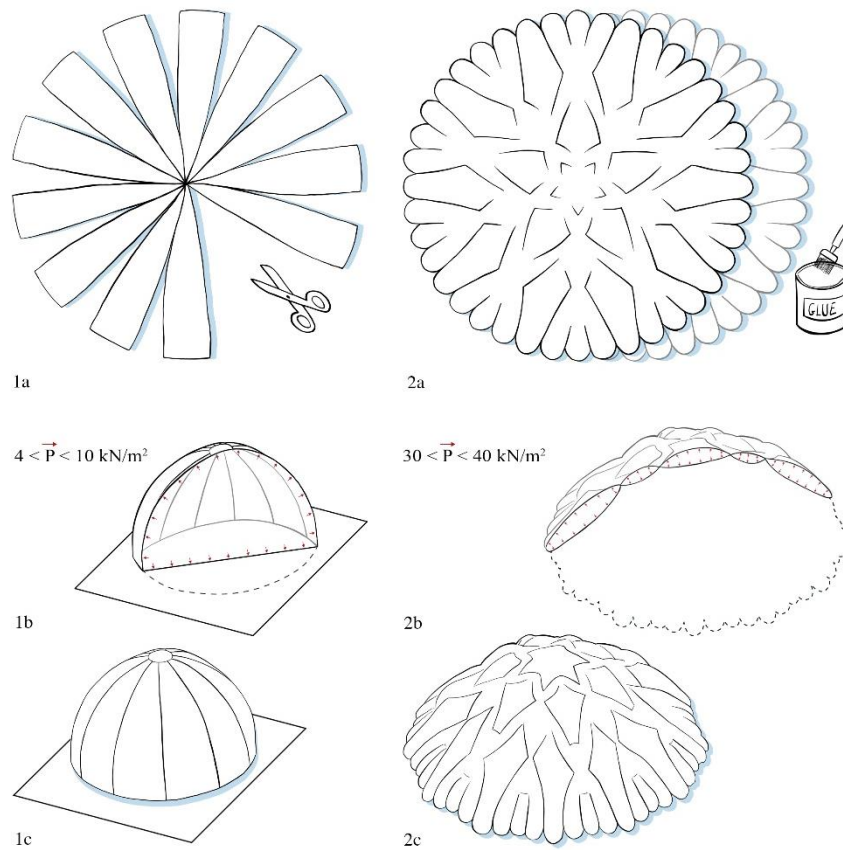 1a
2a
GLUE
4 < P⃗ < 10 kN/m²
30 < P⃗ < 40 kN/m²
1b
2b
1c
2c